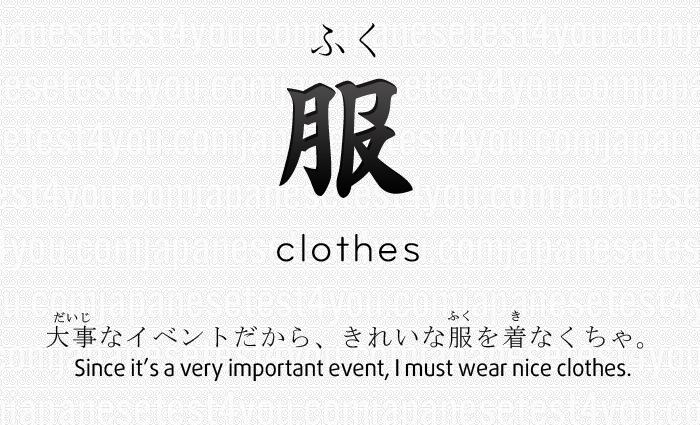 ふく
服
clothes
だいじ ふく き
大事なイベントだから、きれいな服を着なくちゃ。
Since it's a very important event, I must wear nice clothes.